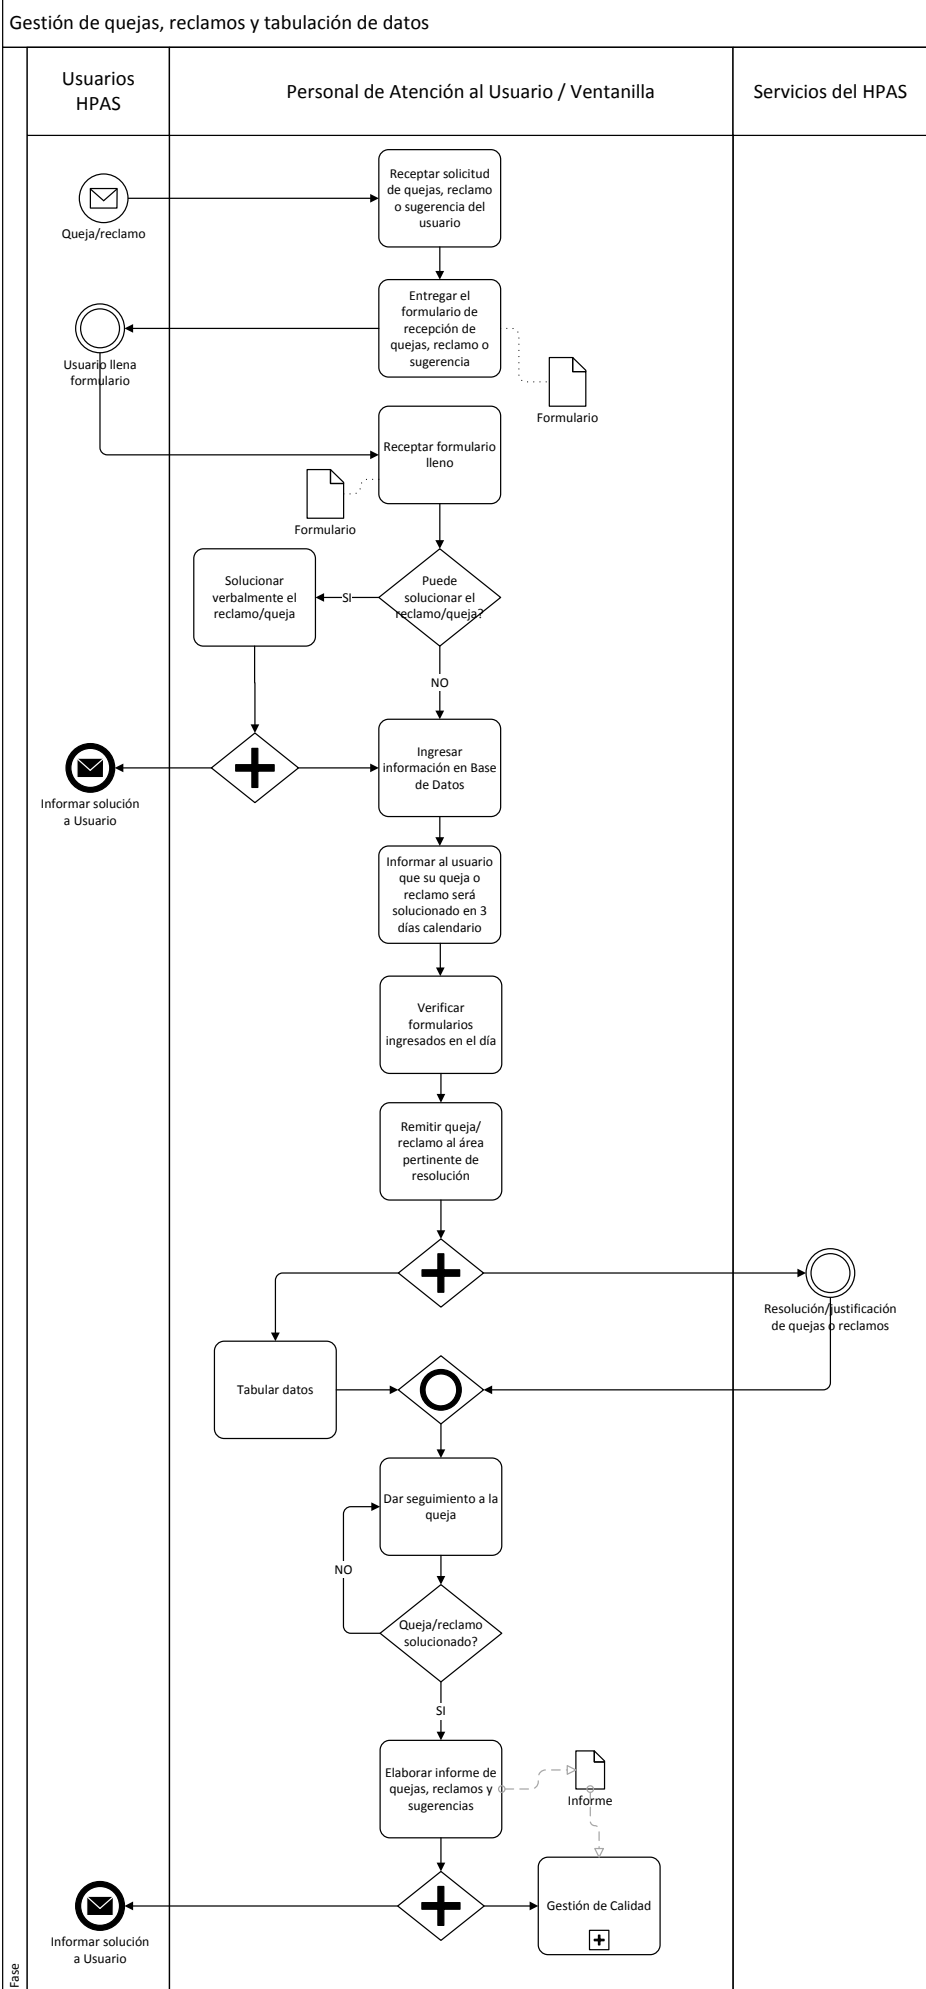 Gestión de quejas, reclamos y tabulación de datos
Usuarios
HPAS
Personal de Atención al Usuario / Ventanilla
Servicios del HPAS
Receptar solicitud
de quejas, reclamo
o sugerencia del
usuario
Queja/reclamo
Entregar el
formulario de
recepción de
quejas, reclamo o
sugerencia
Usuario llena
formulario
Formulario
Receptar formulario
lleno
Formulario
Solucionar
verbalmente el
reclamo/queja
SI
Puede
solucionar el
reclamo/queja?
NO
Ingresar
información en Base
de Datos
Informar solución
a Usuario
Informar al usuario
que su queja o
reclamo será
solucionado en 3
días calendario
Verificar
formularios
ingresados en el día
Remitir queja/
reclamo al área
pertinente de
resolución
Resolución/justificación
de quejas o reclamos
Tabular datos
Dar seguimiento a la
queja
NO
Queja/reclamo
solucionado?
SI
Elaborar informe de
quejas, reclamos y
sugerencias
Informe
Gestión de Calidad
Informar solución
a Usuario
Fase